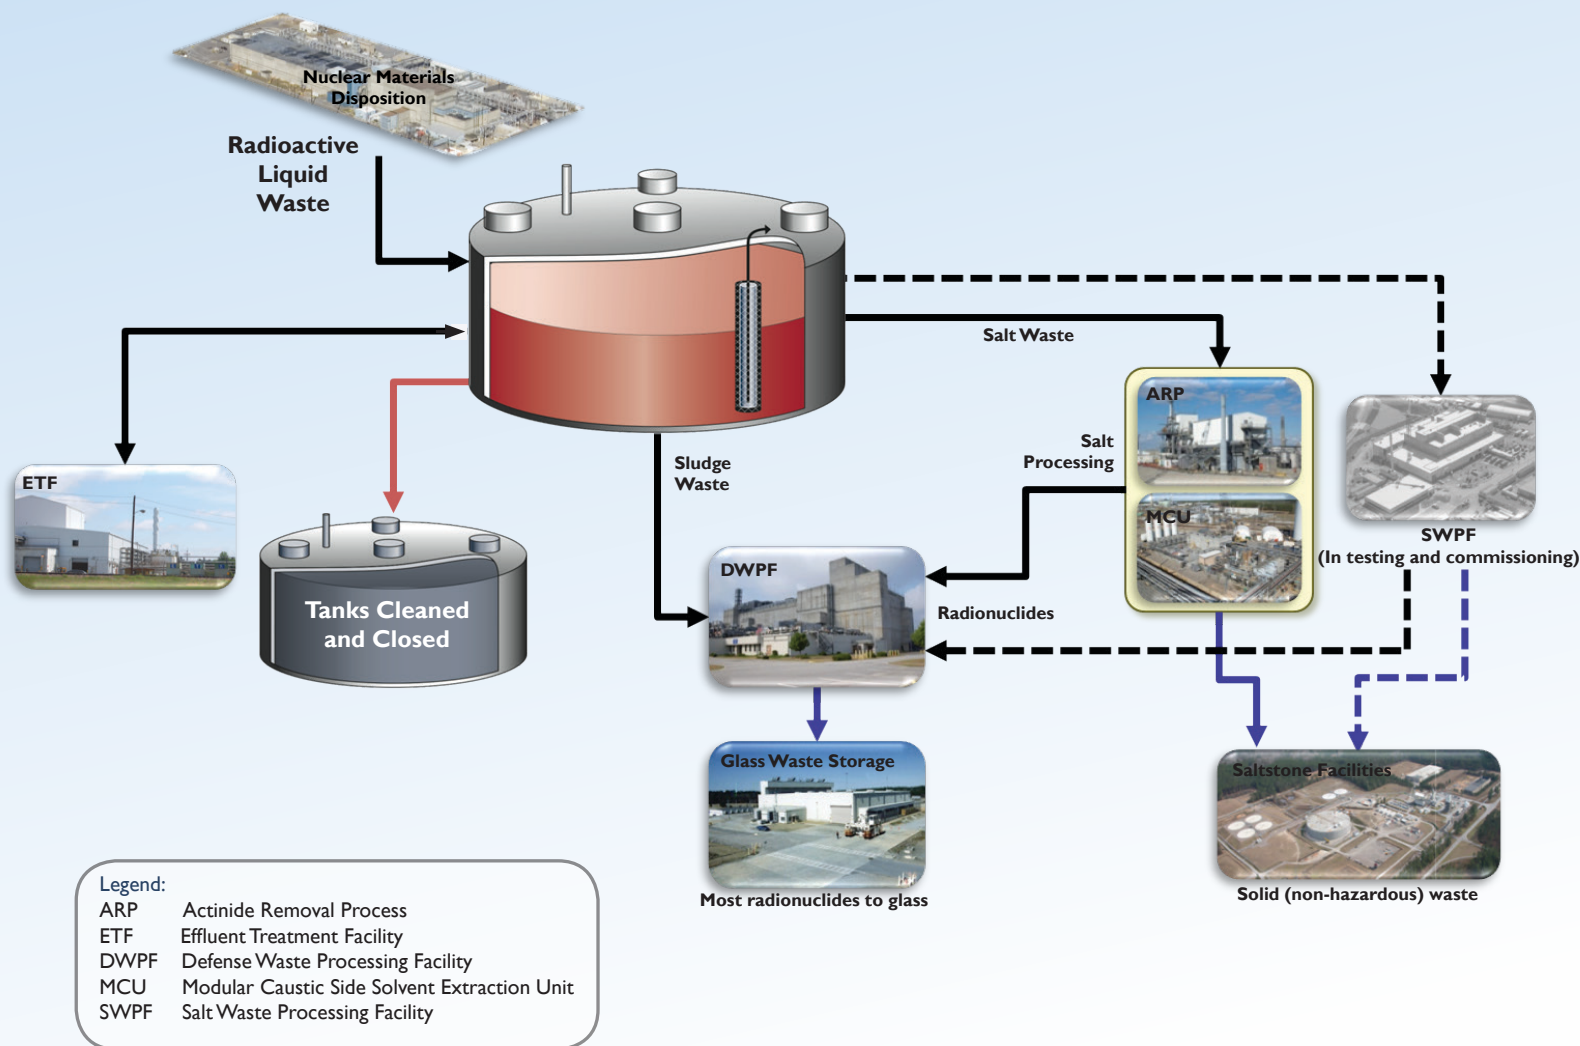 Nuclear Materials
Disposition
Radioactive
Liquid
Waste
Salt Waste
ARP
Salt
Processing
MCU
Sludge
Waste
ETF
SWPF
(In testing and commissioning)
DWPF
Tanks Cleaned
and Closed
Radionuclides
Glass Waste Storage
Saltstone Facilities
Most radionuclides to glass
Solid (non-hazardous) waste
Legend:
ARP Actinide Removal Process
ETF Effluent Treatment Facility
DWPF Defense Waste Processing Facility
MCU Modular Caustic Side Solvent Extraction Unit
SWPF Salt Waste Processing Facility